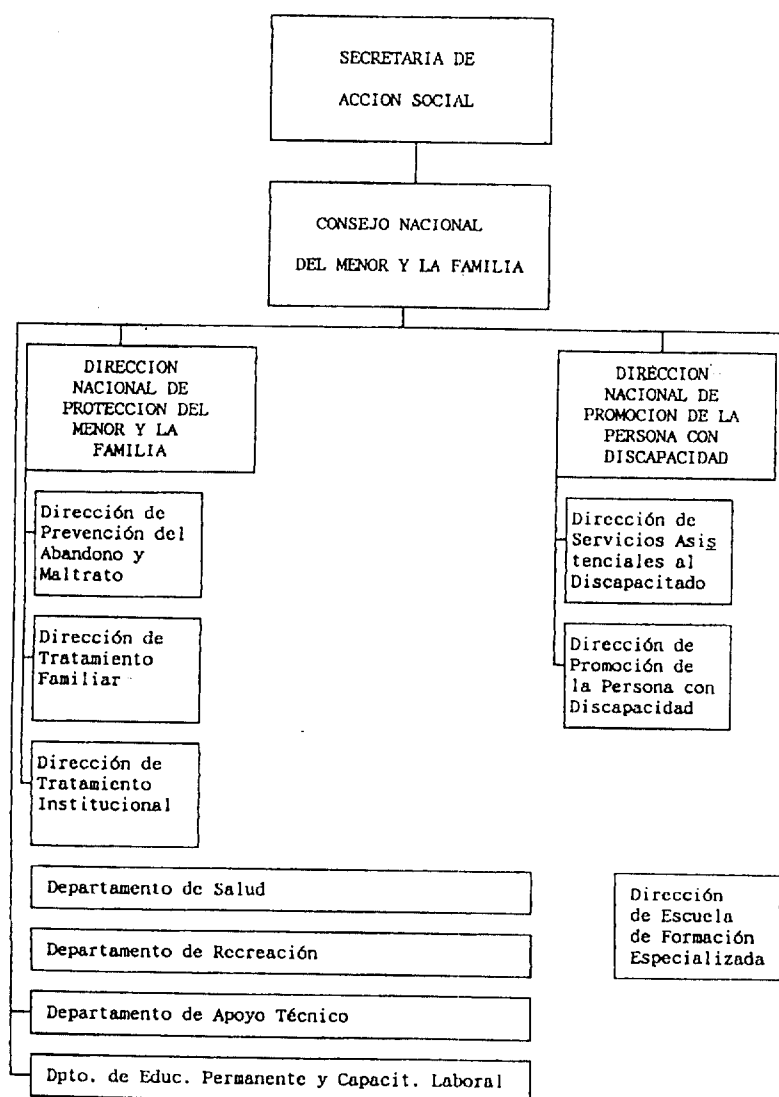 SECRETARIA DE
ACCION SOCIAL
CONSEJO NACIONAL
DEL MENOR Y LA FAMILIA
DIRECCION
NACIONAL DE
PROTECCION DEL
MENOR Y LA
FAMILIA
DIRECCION
NACIONAL DE
PROMOCION DE LA
PERSONA CON
DISCAPACIDAD
Dirección de
Prevención del
Abandono y
Maltrato
Dirección de
Servicios Asis
tenciales al
Discapacitado
Dirección de
Tratamiento
Familiar
Dirección de
Promoción de
la Persona con
Discapacidad
Dirección de
Tratamiento
Institucional
Departamento de Salud
Departamento de Recreación
Departamento de Apoyo Técnico
Dpto. de Educ. Permanente y Capacit. Laboral
Dirección
de Escuela
de Formación
Especializada